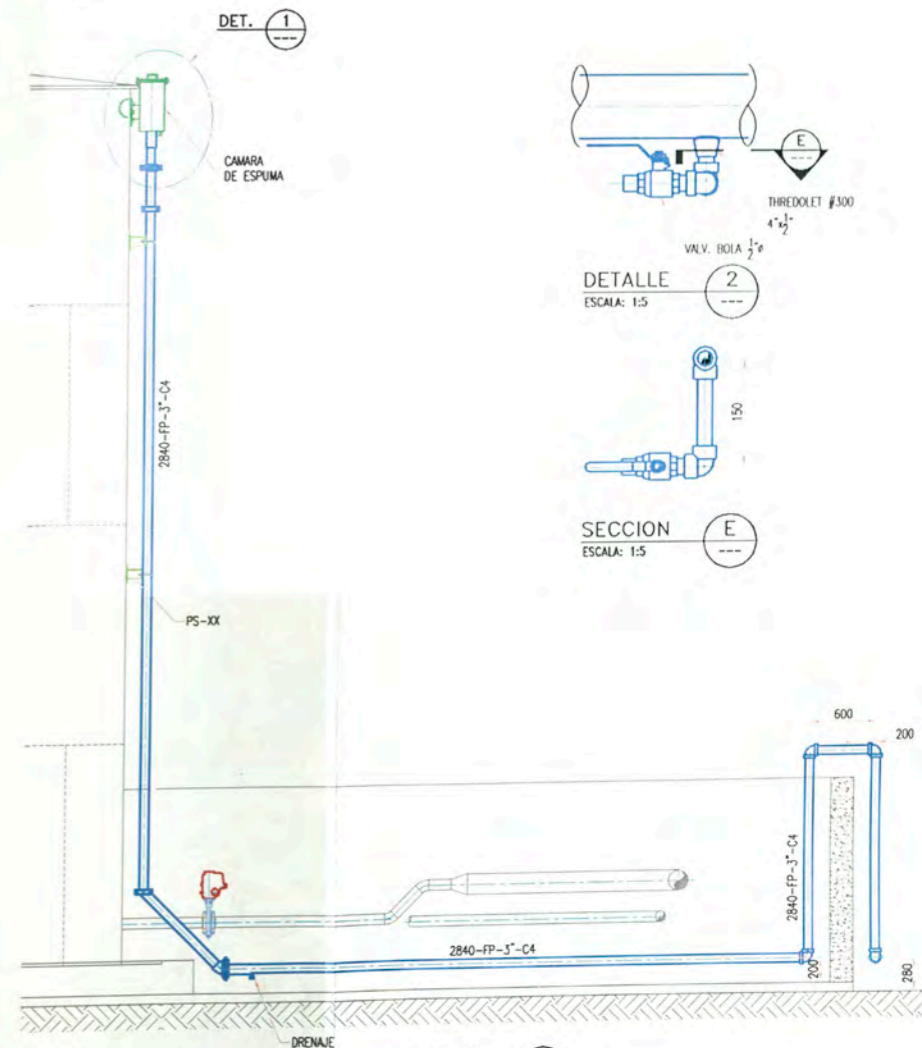 DET. 1
---
CAMARA
DE ESPUMA
E
---
THREDOLET #300
4"x1/2"
VALV. BOLA 1/2"ø
DETALLE 2
ESCALA: 1:5
---
150
2840-FP-3"-C4
SECCION E
ESCALA: 1:5
---
PS-XX
600
200
2840-FP-3"-C4
2840-FP-3"-C4
200
280
DRENAJE